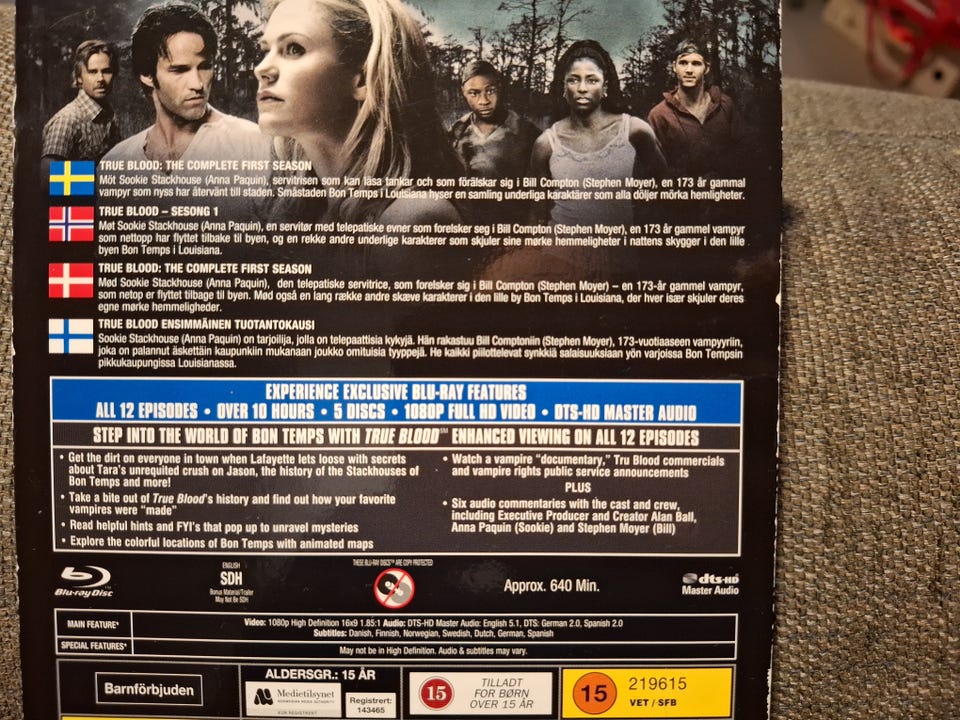 TRUE BLOOD: THE COMPLETE FIRST SEASON
Möt Sookie Stackhouse (Anna Paquin), servitrisen som kan läsa tankar och som förälskar sig i Bill Compton (Stephen Moyer), en 173 år gammal
vampyr som nyss har återvänt till staden. Småstaden Bon Temps i Louisiana hyser en samling underliga karaktärer som alla döljer mörka hemligheter.
TRUE BLOOD – SESONG 1
Møt Sookie Stackhouse (Anna Paquin), en servitør med telepatiske evner som forelsker seg i Bill Compton (Stephen Moyer), en 173 år gammel vampyr
som nettopp har flyttet tilbake til byen, og en rekke andre underlige karakterer som skjuler sine mørke hemmeligheter i nattens skygger i den lille
byen Bon Temps i Louisiana.
TRUE BLOOD: THE COMPLETE FIRST SEASON
Mød Sookie Stackhouse (Anna Paquin), den telepatiske servitrice, som forelsker sig i Bill Compton (Stephen Moyer) – en 173-år gammel vampyr,
som netop er flyttet tilbage til byen. Mød også en lang række andre skæve karakterer i den lille by Bon Temps i Louisiana, der hver især skjuler deres
egne mørke hemmeligheder.
TRUE BLOOD ENSIMMÄINEN TUOTANTOKAUSI
Sookie Stackhouse (Anna Paquin) on tarjoilija, jolla on telepaattisia kykyjä. Hän rakastuu Bill Comptoniin (Stephen Moyer), 173-vuotiaaseen vampyyriin,
joka on palannut äskettäin kaupunkiin mukanaan joukko omituisia tyyppejä. He kaikki piilottelevat synkkiä salaisuuksiaan yön varjoissa Bon Tempsin
pikkukaupungissa Louisianassa.
EXPERIENCE EXCLUSIVE BLU-RAY FEATURES
ALL 12 EPISODES • OVER 10 HOURS • 5 DISCS • 1080P FULL HD VIDEO • DTS-HD MASTER AUDIO
STEP INTO THE WORLD OF BON TEMPS WITH TRUE BLOOD℠ ENHANCED VIEWING ON ALL 12 EPISODES
• Get the dirt on everyone in town when Lafayette lets loose with secrets
about Tara's unrequited crush on Jason, the history of the Stackhouses of
Bon Temps and more!
• Take a bite out of True Blood's history and find out how your favorite
vampires were "made"
• Read helpful hints and FYI's that pop up to unravel mysteries
• Explore the colorful locations of Bon Temps with animated maps
• Watch a vampire "documentary," Tru Blood commercials
and vampire rights public service announcements
PLUS
• Six audio commentaries with the cast and crew,
including Executive Producer and Creator Alan Ball,
Anna Paquin (Sookie) and Stephen Moyer (Bill)
Blu-ray Disc
ENGLISH
SDH
Bonus Material/Trailer
May Not Be SDH
THESE BLU-RAY DISCS™ ARE COPY PROTECTED
Approx. 640 Min.
dts-HD
Master Audio
MAIN FEATURE*
Video: 1080p High Definition 16x9 1.85:1 Audio: DTS-HD Master Audio: English 5.1, DTS: German 2.0, Spanish 2.0
Subtitles: Danish, Finnish, Norwegian, Swedish, Dutch, German, Spanish
SPECIAL FEATURES*
May not be in High Definition. Audio & subtitles may vary.
Barnförbjuden
ALDERSGR.: 15 ÅR
Medietilsynet
NORWEGIAN MEDIA AUTHORITY
Registrert:
143465
15
TILLADT
FOR BØRN
OVER 15 ÅR
15
219615
VET / SFB